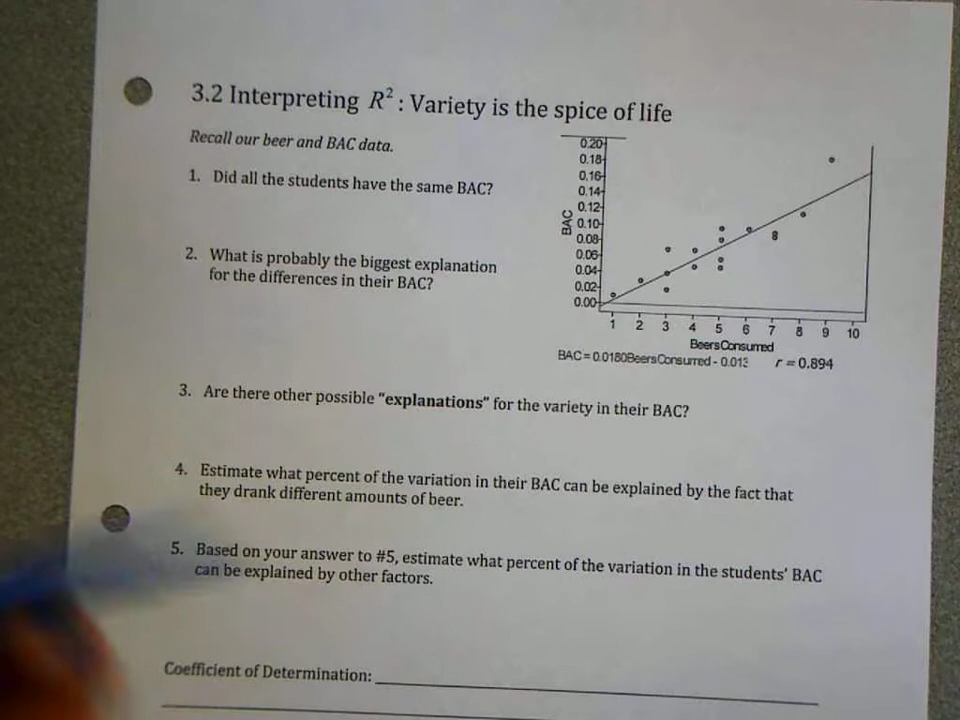 3.2 Interpreting R² : Variety is the spice of life
Recall our beer and BAC data.
1. Did all the students have the same BAC?
2. What is probably the biggest explanation
for the differences in their BAC?
0.20
0.18
0.16
0.14
0.12
0.10
0.08
0.06
0.04
0.02
0.00
BAC
1 2 3 4 5 6 7 8 9 10
BeersConsumed
BAC = 0.0180BeersConsumed - 0.013 r = 0.894
3. Are there other possible "explanations" for the variety in their BAC?
4. Estimate what percent of the variation in their BAC can be explained by the fact that
they drank different amounts of beer.
5. Based on your answer to #5, estimate what percent of the variation in the students' BAC
can be explained by other factors.
Coefficient of Determination: